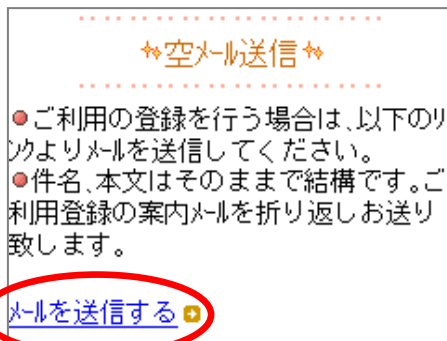 空ﾒｰﾙ送信
●ご利用の登録を行う場合は､以下のﾘ
ﾝｸよりﾒｰﾙを送信してください。
●件名､本文はそのままで結構です｡ご
利用登録の案内ﾒｰﾙを折り返しお送り
致します。
ﾒｰﾙを送信する